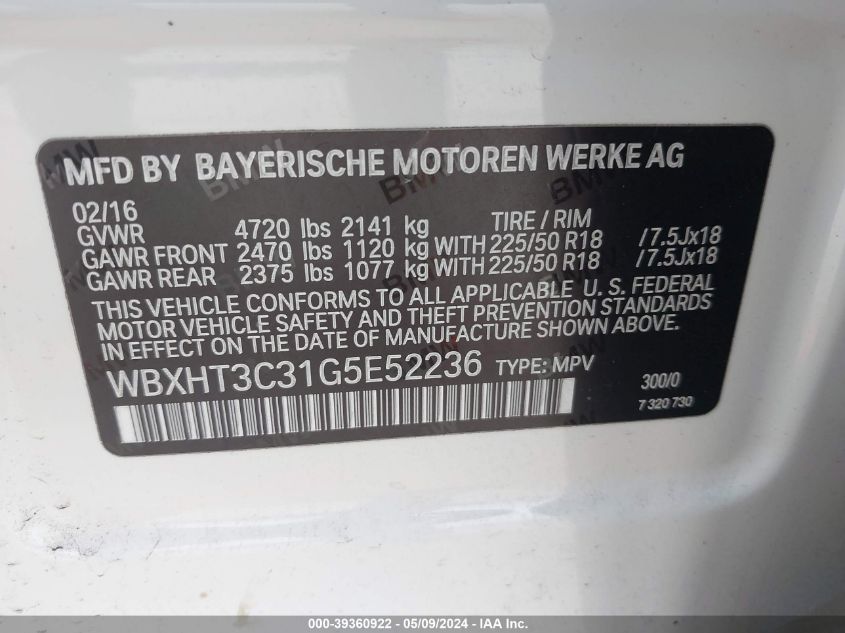 MFD BY BAYERISCHE MOTOREN WERKE AG
02/16
GVWR 4720 lbs 2141 kg TIRE / RIM
GAWR FRONT 2470 lbs 1120 kg WITH 225/50 R18 /7.5Jx18
GAWR REAR 2375 lbs 1077 kg WITH 225/50 R18 /7.5Jx18
THIS VEHICLE CONFORMS TO ALL APPLICABLE U. S. FEDERAL
MOTOR VEHICLE SAFETY AND THEFT PREVENTION STANDARDS
IN EFFECT ON THE DATE OF MANUFACTURE SHOWN ABOVE.
WBXHT3C31G5E52236 TYPE: MPV
300/0
7 320 730
000-39360922 - 05/09/2024 - IAA Inc.